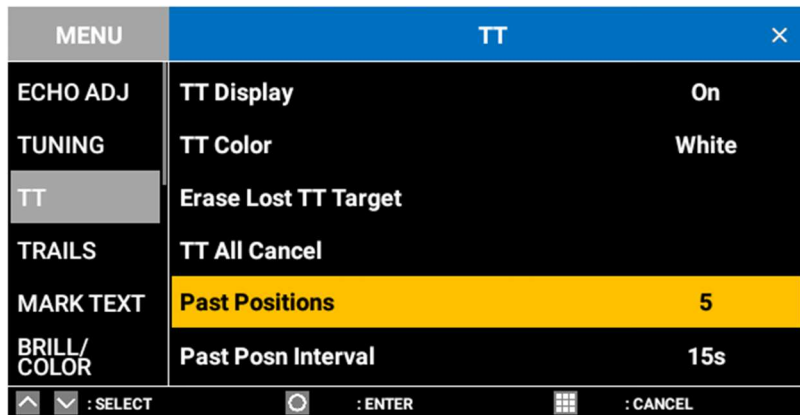 MENU
TT ×
ECHO ADJ
TUNING
TT
TRAILS
MARK TEXT
BRILL/
COLOR
TT Display On
TT Color White
Erase Lost TT Target
TT All Cancel
Past Positions 5
Past Posn Interval 15s
: SELECT : ENTER : CANCEL